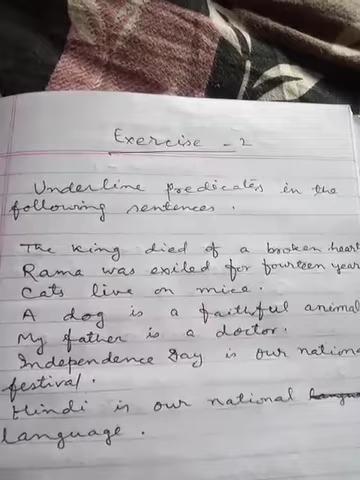 Exercise - 2
Underline predicates in the
following sentences.
The king died of a broken heart
Rama was exiled for fourteen year
Cats live on mice.
A dog is a faithful animal
My father is a doctor.
Independence Day is our nationa
festival.
Hindi is our national
language.